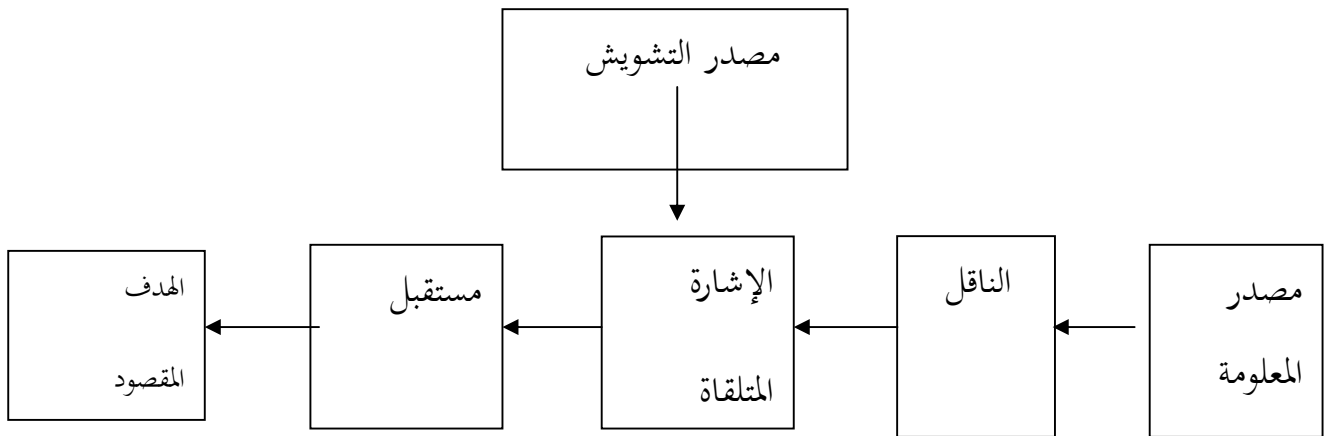 مصدر التشويش
مصدر
المعلومة
الناقل
الإشارة
المتلقاة
مستقبل
الهدف
المقصود